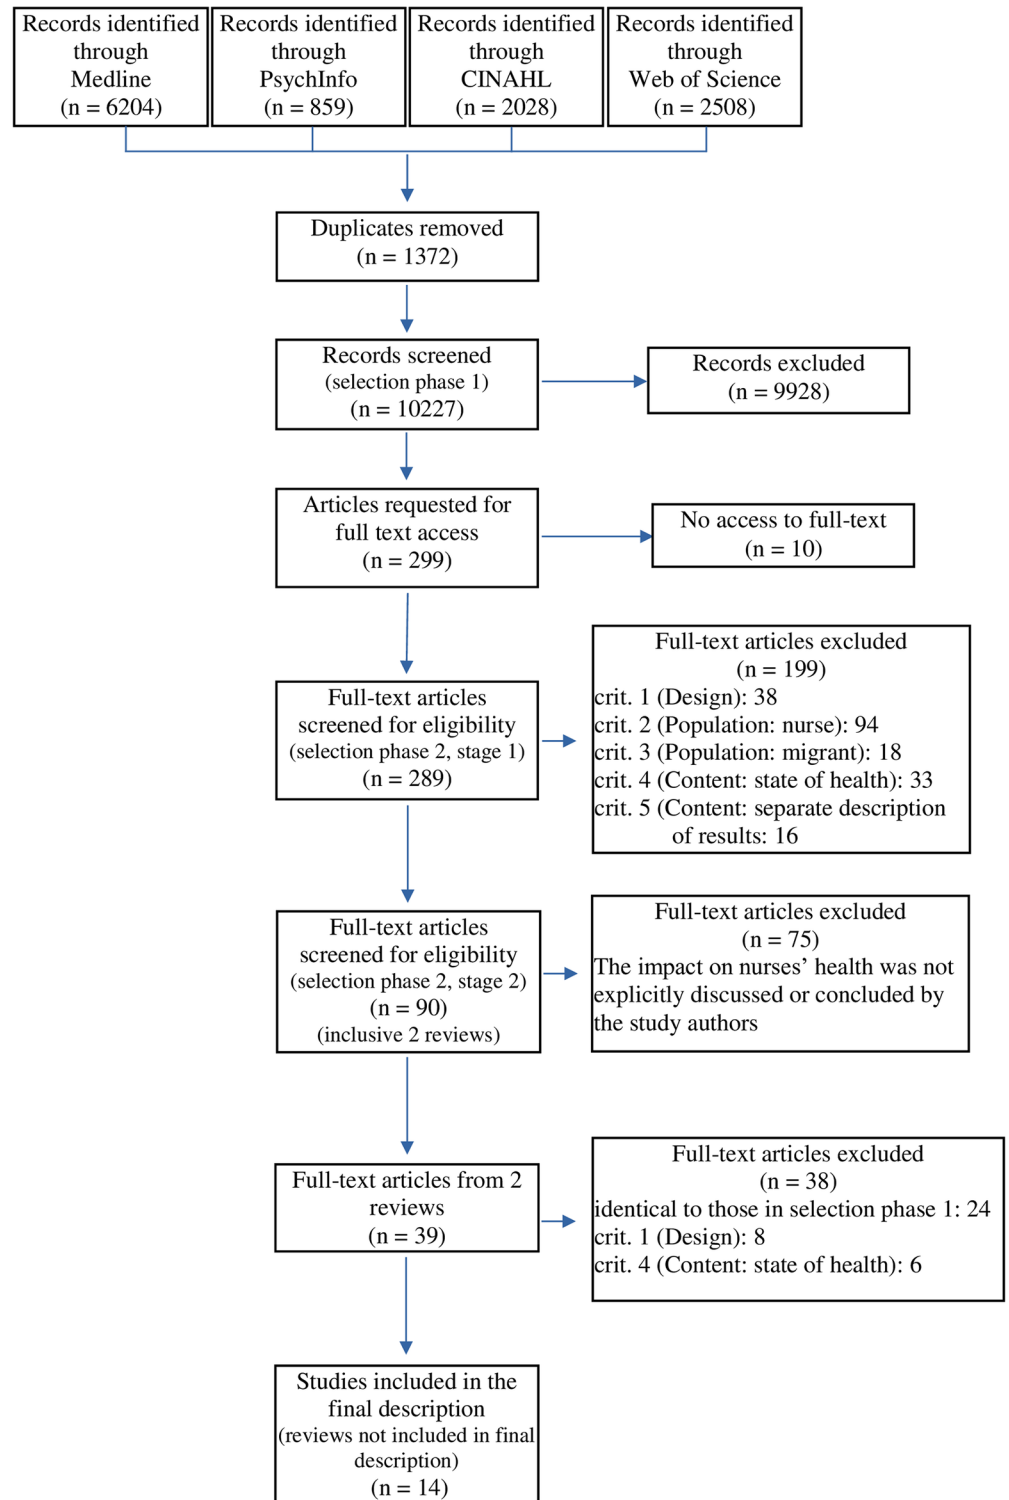 Records identified
through
Medline
(n = 6204)
Records identified
through
PsychInfo
(n = 859)
Records identified
through
CINAHL
(n = 2028)
Records identified
through
Web of Science
(n = 2508)
Duplicates removed
(n = 1372)
Records screened
(selection phase 1)
(n = 10227)
Records excluded
(n = 9928)
Articles requested for
full text access
(n = 299)
No access to full-text
(n = 10)
Full-text articles
screened for eligibility
(selection phase 2, stage 1)
(n = 289)
Full-text articles excluded
(n = 199)
crit. 1 (Design): 38
crit. 2 (Population: nurse): 94
crit. 3 (Population: migrant): 18
crit. 4 (Content: state of health): 33
crit. 5 (Content: separate description
of results: 16
Full-text articles
screened for eligibility
(selection phase 2, stage 2)
(n = 90)
(inclusive 2 reviews)
Full-text articles excluded
(n = 75)
The impact on nurses’ health was not
explicitly discussed or concluded by
the study authors
Full-text articles from 2
reviews
(n = 39)
Full-text articles excluded
(n = 38)
identical to those in selection phase 1: 24
crit. 1 (Design): 8
crit. 4 (Content: state of health): 6
Studies included in the
final description
(reviews not included in final
description)
(n = 14)